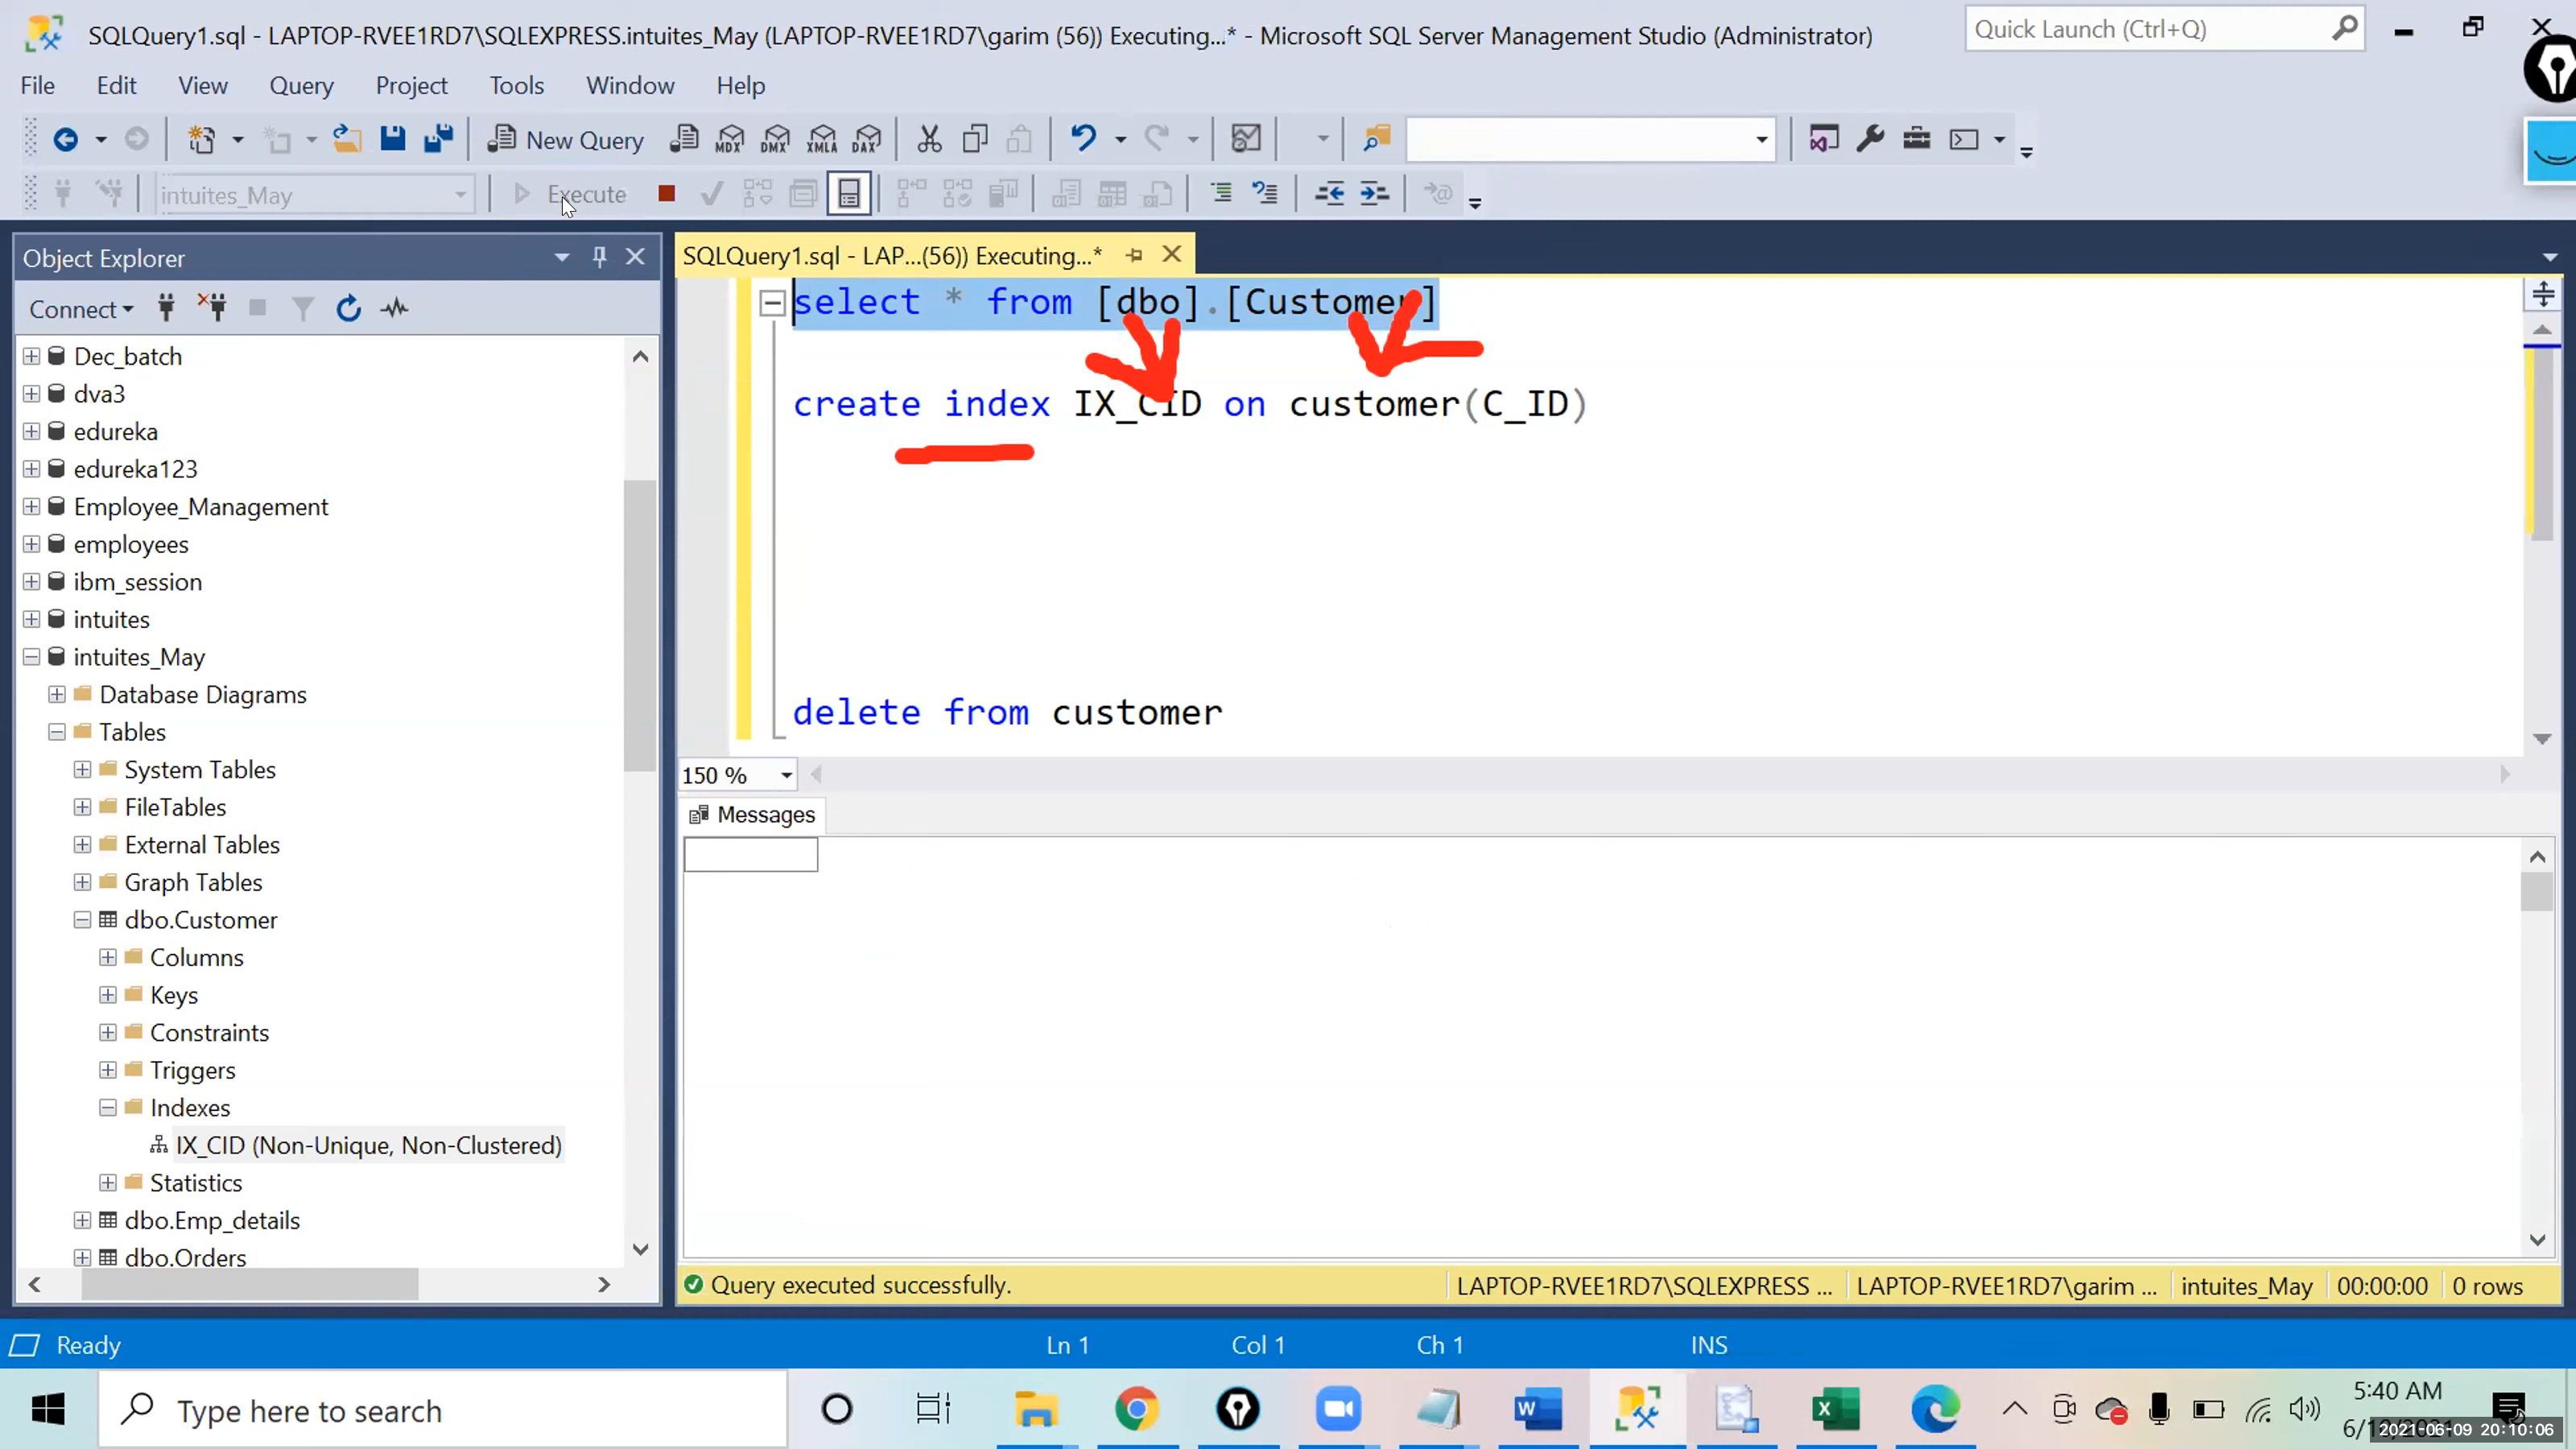 SQLQuery1.sql - LAPTOP-RVEE1RD7\SQLEXPRESS.intuites_May (LAPTOP-RVEE1RD7\garim (56)) Executing...* - Microsoft SQL Server Management Studio (Administrator)
Quick Launch (Ctrl+Q)
File Edit View Query Project Tools Window Help
New Query MDX DMX XMLA DAX
intuites_May Execute
Object Explorer
Connect
Dec_batch
dva3
edureka
edureka123
Employee_Management
employees
ibm_session
intuites
intuites_May
Database Diagrams
Tables
System Tables
FileTables
External Tables
Graph Tables
dbo.Customer
Columns
Keys
Constraints
Triggers
Indexes
IX_CID (Non-Unique, Non-Clustered)
Statistics
dbo.Emp_details
dbo.Orders
SQLQuery1.sql - LAP...(56)) Executing...*
select * from [dbo].[Customer]
create index IX_CID on customer(C_ID)
delete from customer
150 %
Messages
Query executed successfully.
LAPTOP-RVEE1RD7\SQLEXPRESS ... LAPTOP-RVEE1RD7\garim ... intuites_May 00:00:00 0 rows
Ready Ln 1 Col 1 Ch 1 INS
Type here to search
5:40 AM
2021-06-09 20:10:06